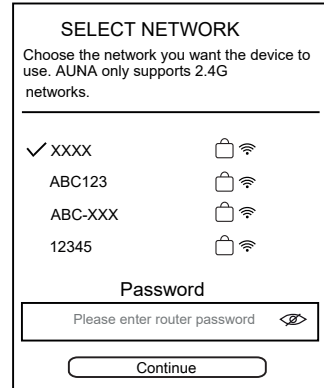 SELECT NETWORK
Choose the network you want the device to
use. AUNA only supports 2.4G
networks.
XXXX
ABC123
ABC-XXX
12345
Password
Please enter router password
Continue